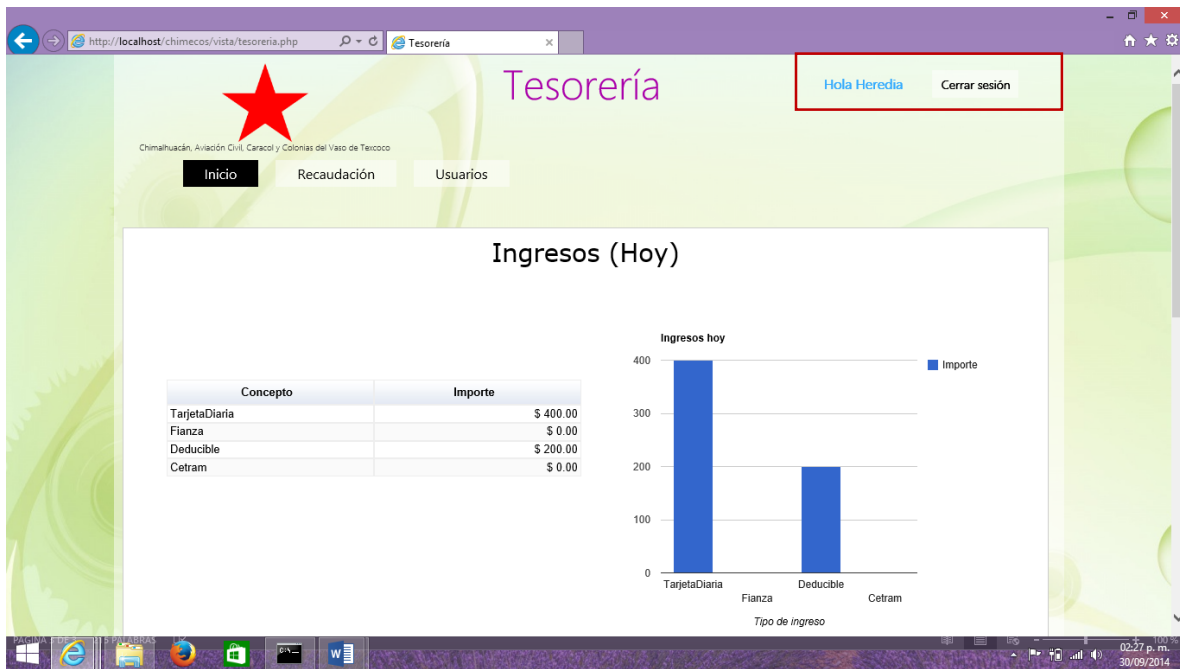 http://localhost/chimecos/vista/tesoreria.php
Tesorería
Tesorería
Hola Heredia
Cerrar sesión
Chimalhuacán, Aviación Civil, Caracol y Colonias del Vaso de Texcoco
Inicio
Recaudación
Usuarios
Ingresos (Hoy)
Concepto
Importe
TarjetaDiaria
$ 400.00
Fianza
$ 0.00
Deducible
$ 200.00
Cetram
$ 0.00
Ingresos hoy
400
300
200
100
0
Importe
TarjetaDiaria
Fianza
Deducible
Cetram
Tipo de ingreso
100 %
02:27 p. m.
30/09/2014